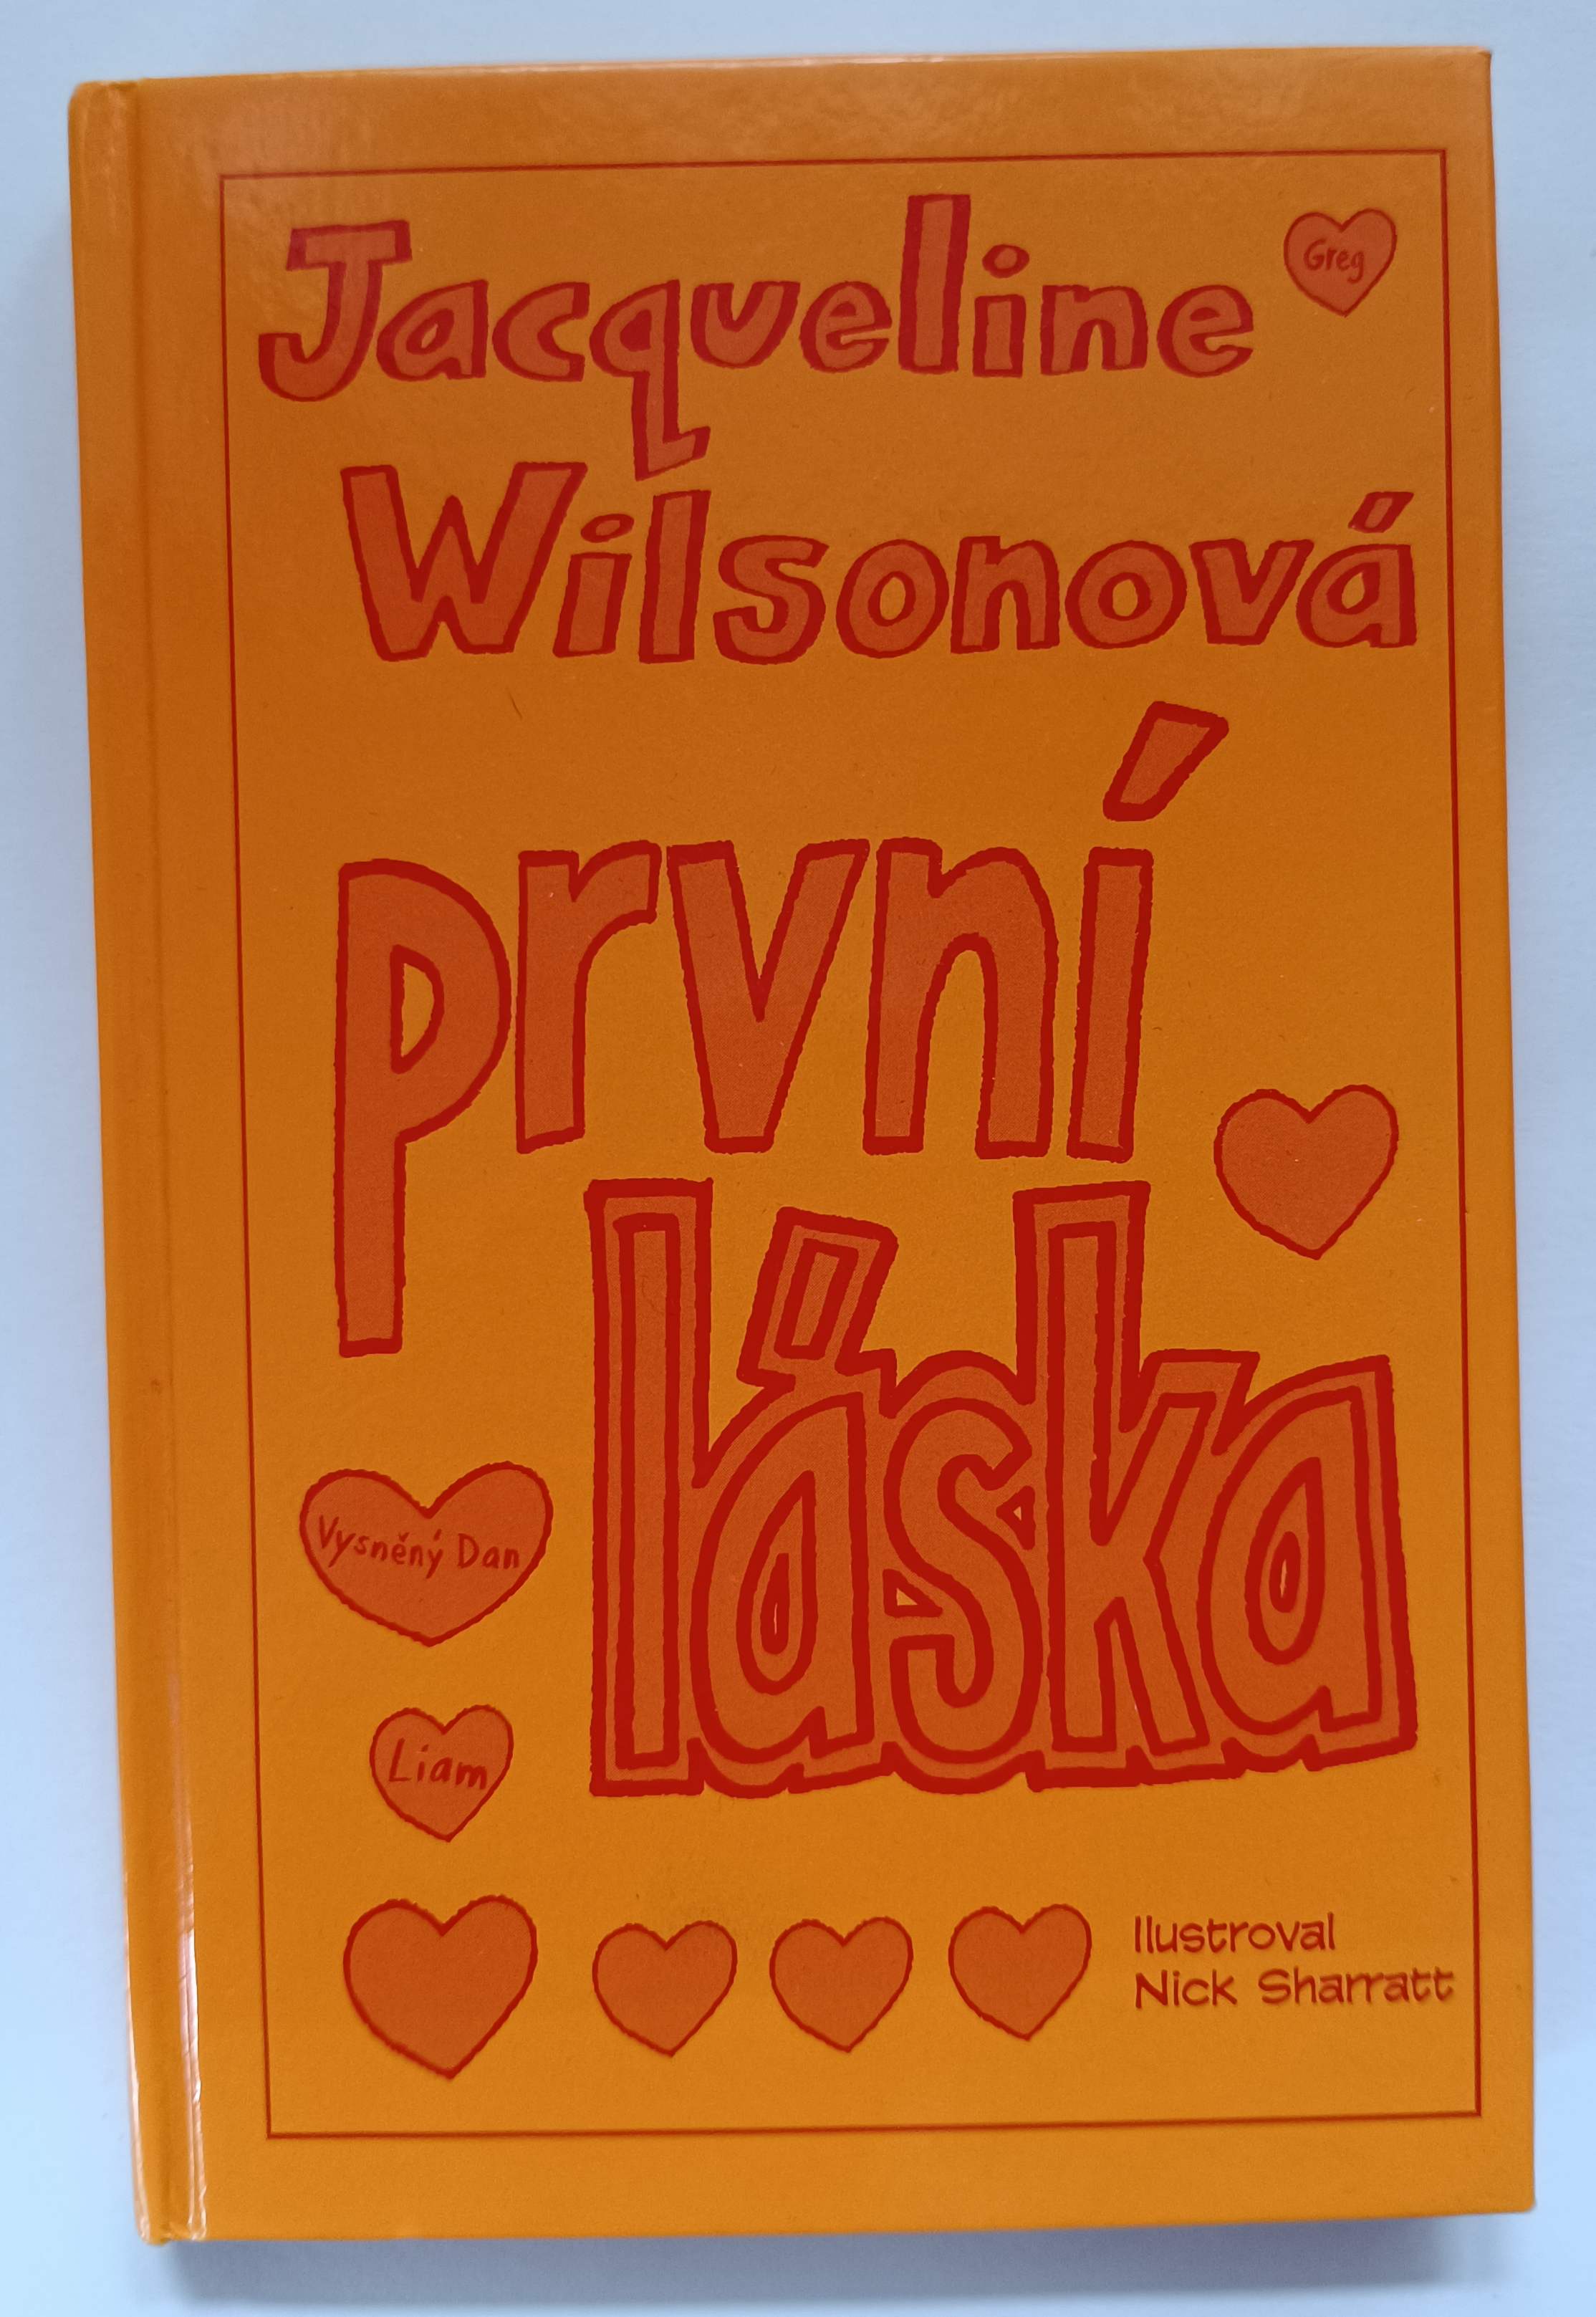 Jacqueline
Greg
Wilsonová
první
láska
Vysněný Dan
Liam
Ilustroval
Nick Sharratt